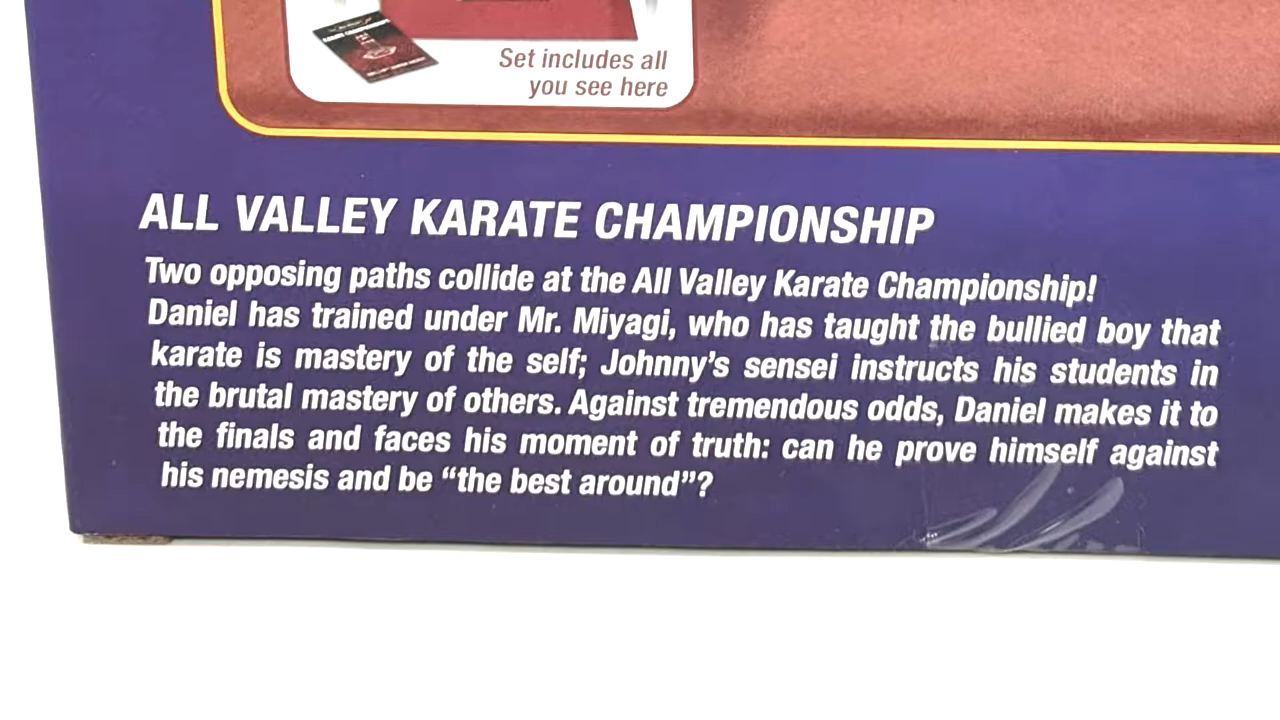 KARATE CHAMPIONSHIPS
Set includes all
you see here
ALL VALLEY KARATE CHAMPIONSHIP
Two opposing paths collide at the All Valley Karate Championship!
Daniel has trained under Mr. Miyagi, who has taught the bullied boy that
karate is mastery of the self; Johnny's sensei instructs his students in
the brutal mastery of others. Against tremendous odds, Daniel makes it to
the finals and faces his moment of truth: can he prove himself against
his nemesis and be “the best around”?